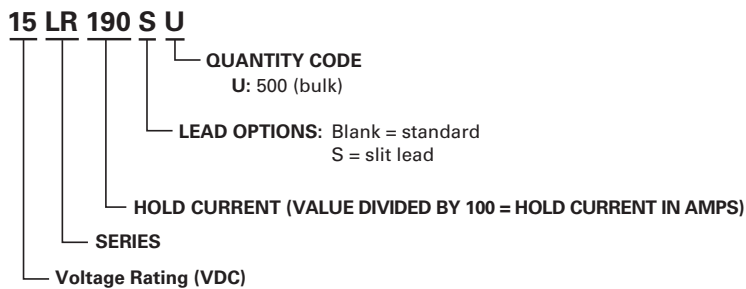 15 LR 190 S U
QUANTITY CODE
U: 500 (bulk)
LEAD OPTIONS: Blank = standard
S = slit lead
HOLD CURRENT (VALUE DIVIDED BY 100 = HOLD CURRENT IN AMPS)
SERIES
Voltage Rating (VDC)